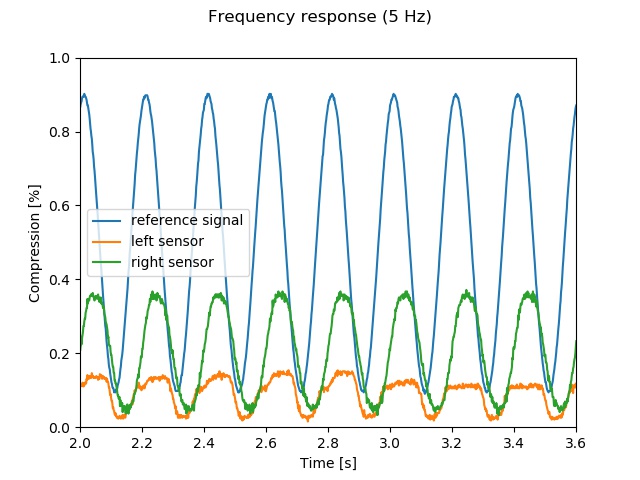 Frequency response (5 Hz)
1.0
0.8
0.6
0.4
0.2
0.0
Compression [%]
reference signal
left sensor
right sensor
2.0 2.2 2.4 2.6 2.8 3.0 3.2 3.4 3.6
Time [s]